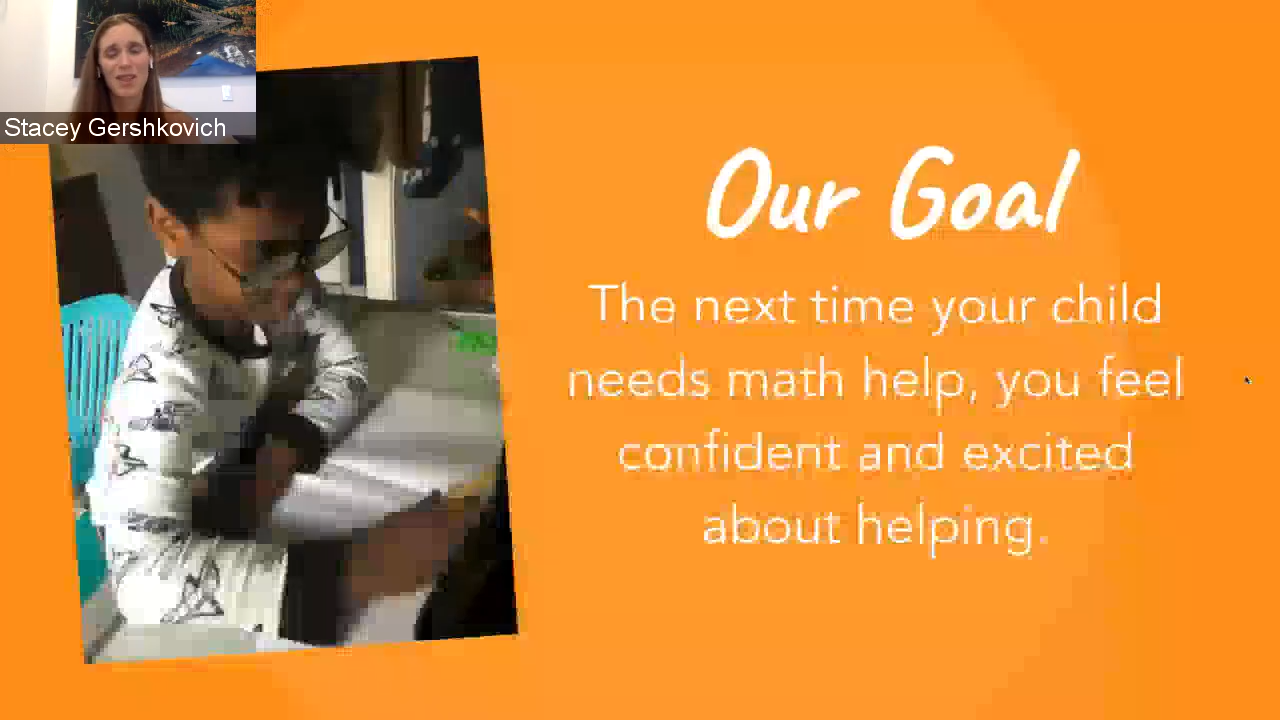 Stacey Gershkovich
Our Goal
The next time your child
needs math help, you feel
confident and excited
about helping.